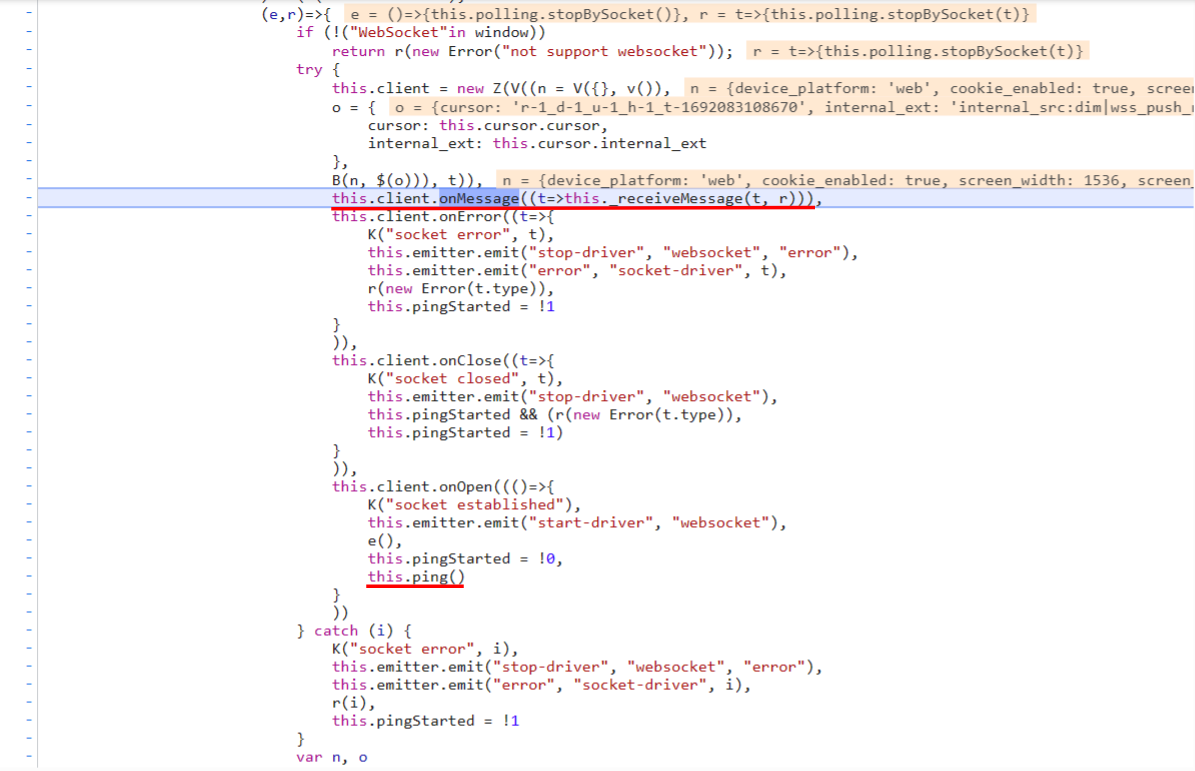 (e,r)=>{ e = ()=>{this.polling.stopBySocket()}, r = t=>{this.polling.stopBySocket(t)}
if (!("WebSocket"in window))
return r(new Error("not support websocket")); r = t=>{this.polling.stopBySocket(t)}
try {
this.client = new Z(V((n = V({}, v()), n = {device_platform: 'web', cookie_enabled: true, screen
o = { o = {cursor: 'r-1_d-1_u-1_h-1_t-1692083108670', internal_ext: 'internal_src:dim|wss_push_
cursor: this.cursor.cursor,
internal_ext: this.cursor.internal_ext
},
B(n, $(o))), t)), n = {device_platform: 'web', cookie_enabled: true, screen_width: 1536, screen_
this.client.onMessage((t=>this._receiveMessage(t, r))),
this.client.onError((t=>{
K("socket error", t),
this.emitter.emit("stop-driver", "websocket", "error"),
this.emitter.emit("error", "socket-driver", t),
r(new Error(t.type)),
this.pingStarted = !1
}
)),
this.client.onClose((t=>{
K("socket closed", t),
this.emitter.emit("stop-driver", "websocket"),
this.pingStarted && (r(new Error(t.type)),
this.pingStarted = !1)
}
)),
this.client.onOpen((()=>{
K("socket established"),
this.emitter.emit("start-driver", "websocket"),
e(),
this.pingStarted = !0,
this.ping()
}
))
} catch (i) {
K("socket error", i),
this.emitter.emit("stop-driver", "websocket", "error"),
this.emitter.emit("error", "socket-driver", i),
r(i),
this.pingStarted = !1
}
var n, o